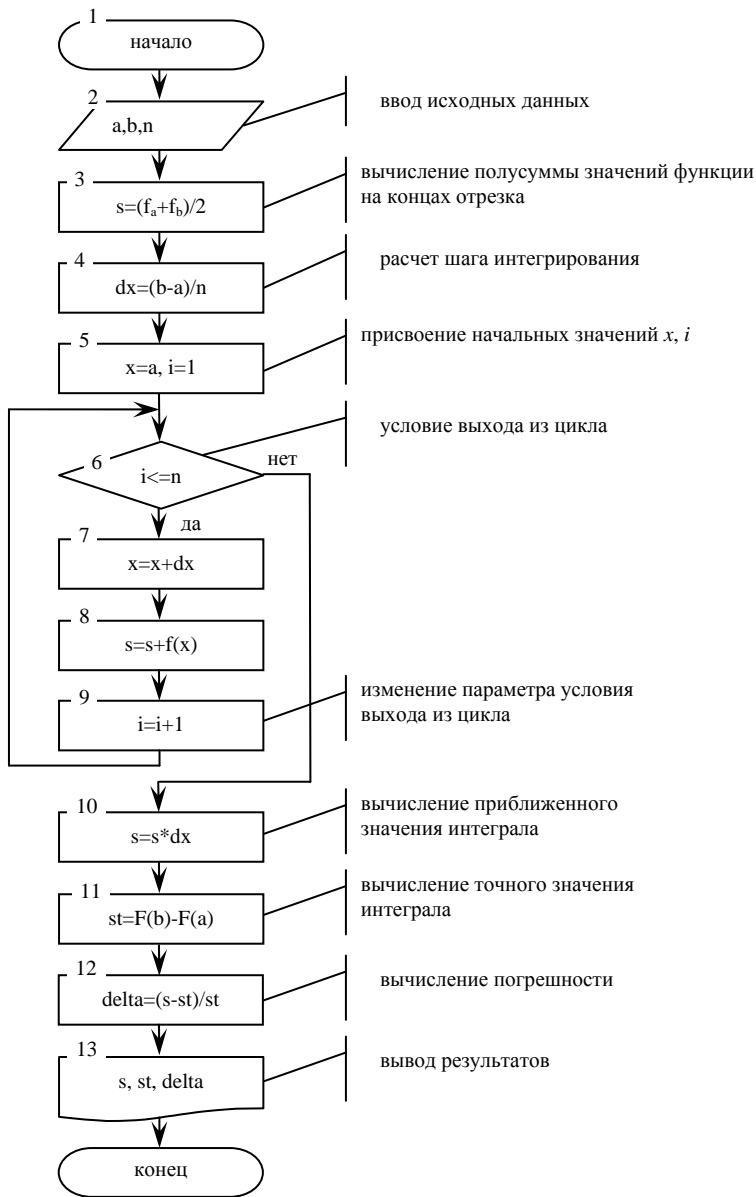 1
начало
2
a,b,n
ввод исходных данных
3
s=(fₐ+f_b)/2
вычисление полусуммы значений функции
на концах отрезка
4
dx=(b-a)/n
расчет шага интегрирования
5
x=a, i=1
присвоение начальных значений x, i
6
i<=n
нет
да
условие выхода из цикла
7
x=x+dx
8
s=s+f(x)
9
i=i+1
изменение параметра условия
выхода из цикла
10
s=s*dx
вычисление приближенного
значения интеграла
11
st=F(b)-F(a)
вычисление точного значения
интеграла
12
delta=(s-st)/st
вычисление погрешности
13
s, st, delta
вывод результатов
конец